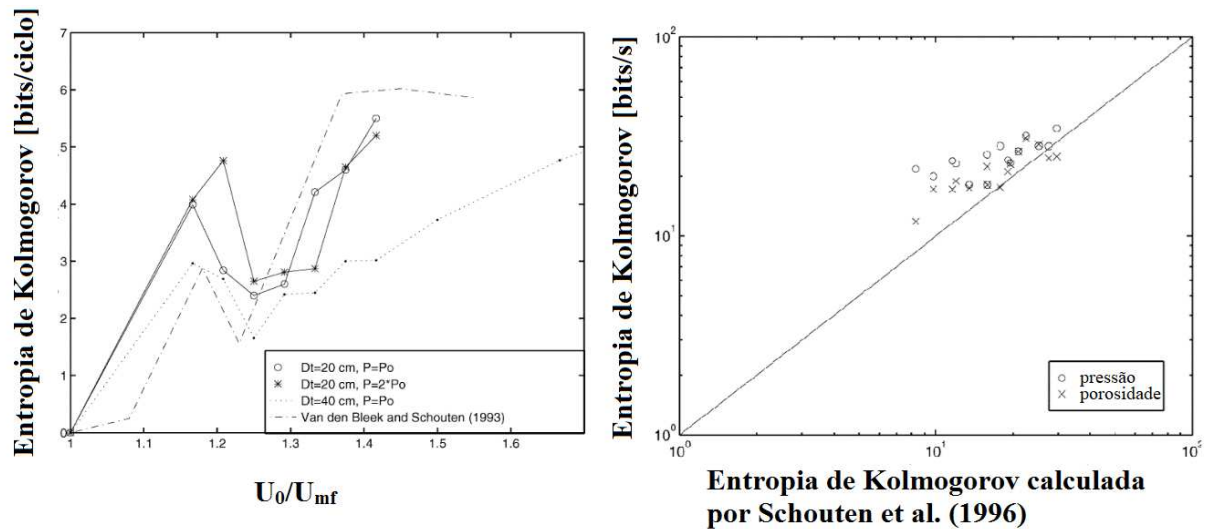 Entropia de Kolmogorov [bits/ciclo]
7
6
5
4
3
2
1
0
1
1.1
1.2
1.3
1.4
1.5
1.6
Dt=20 cm, P=Po
Dt=20 cm, P=2*Po
Dt=40 cm, P=Po
Van den Bleek and Schouten (1993)
U0/Umf
Entropia de Kolmogorov [bits/s]
10^2
10^1
10^0
10^0
10^1
10^2
pressão
porosidade
Entropia de Kolmogorov calculada
por Schouten et al. (1996)